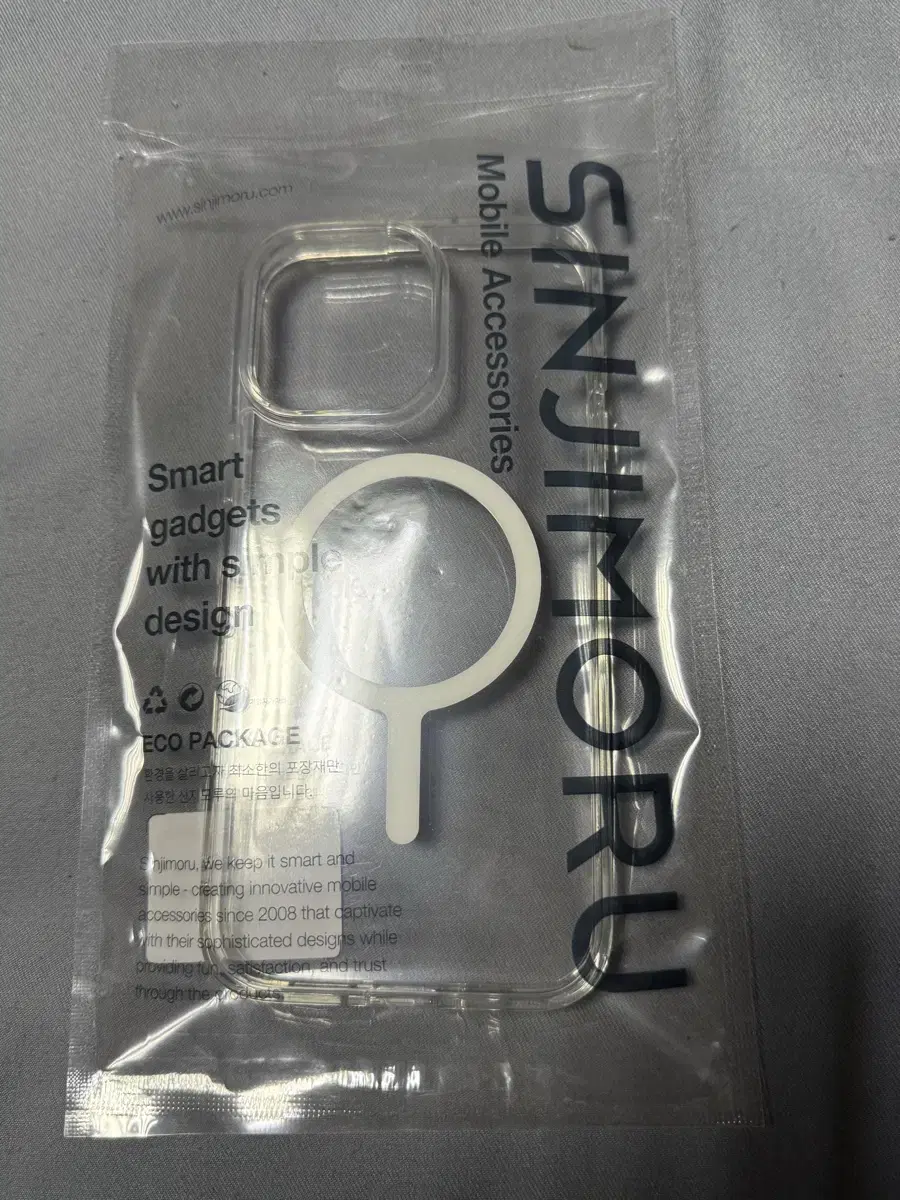 www.sinjimoru.com
SINJIMORU
Mobile Accessories
Smart
gadgets
with simple
design
ECO PACKAGE
환경을 살리고자 최소한의 포장재만
사용한 신지모루의 마음입니다.
Sinjimoru, we keep it smart and
simple - creating innovative mobile
accessories since 2008 that captivate
with their sophisticated designs while
providing fun, satisfaction, and trust
through the products.